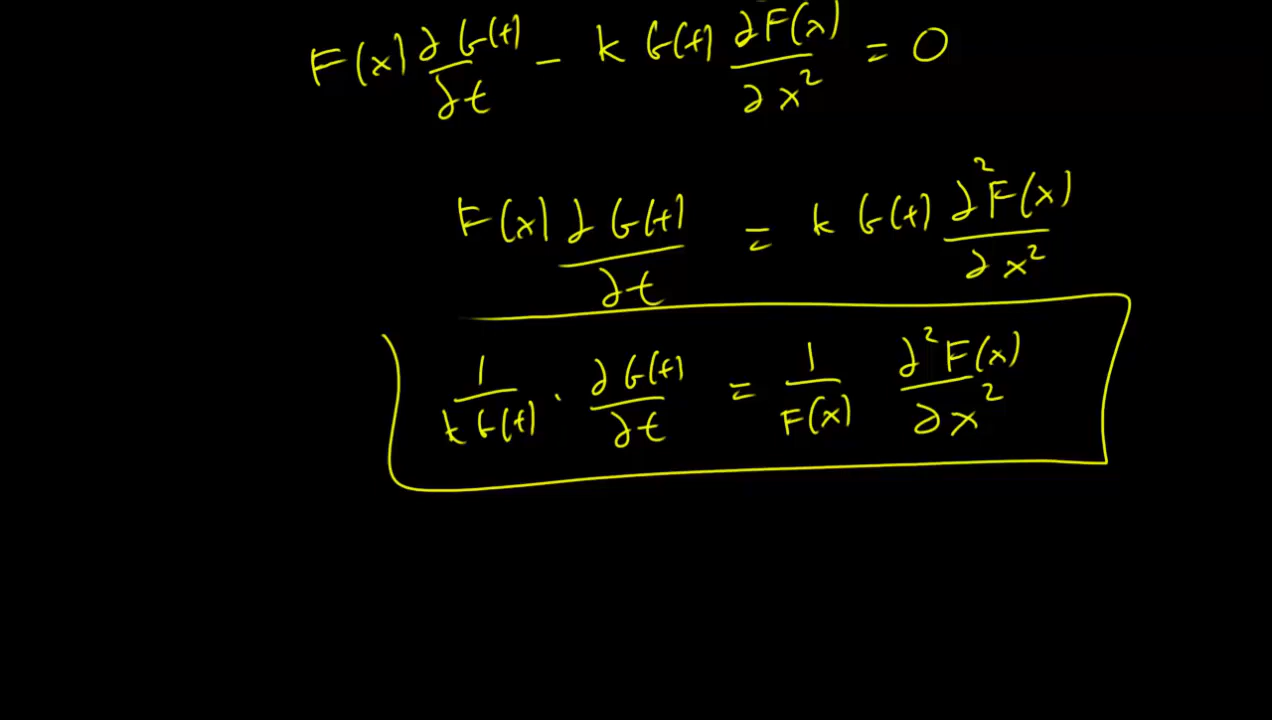 F(x) ∂G(t)/∂t - k G(t) ∂F(x)/∂x² = 0
F(x) ∂G(t)/∂t = k G(t) ∂²F(x)/∂x²
1/(k G(t)) · ∂G(t)/∂t = 1/F(x) ∂²F(x)/∂x²